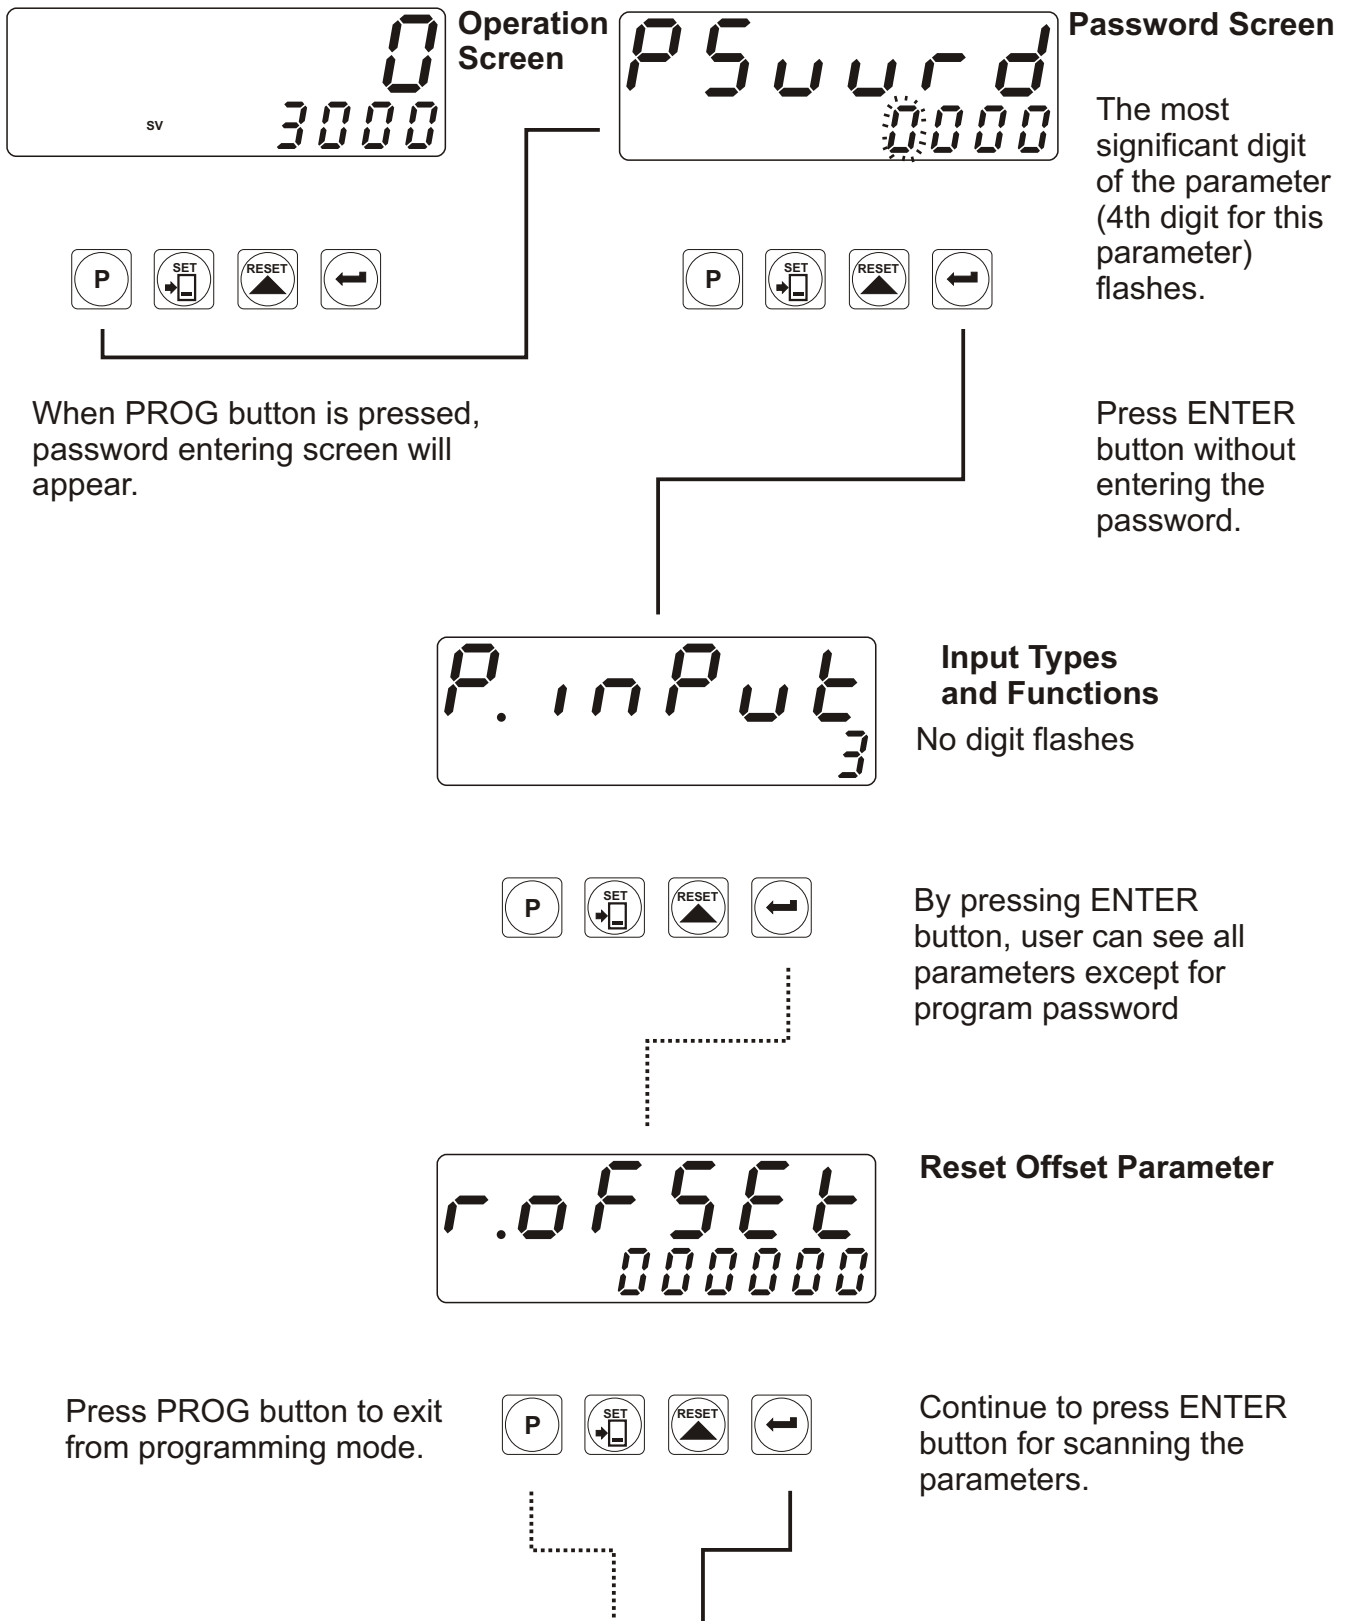 0
SV 3000
Operation
Screen
PSuurd
0000
Password Screen
The most
significant digit
of the parameter
(4th digit for this
parameter)
flashes.
P SET RESET
P SET RESET
When PROG button is pressed,
password entering screen will
appear.
Press ENTER
button without
entering the
password.
P.inPut
3
Input Types
and Functions
No digit flashes
P SET RESET
By pressing ENTER
button, user can see all
parameters except for
program password
r.oFSEt
000000
Reset Offset Parameter
Press PROG button to exit
from programming mode.
P SET RESET
Continue to press ENTER
button for scanning the
parameters.